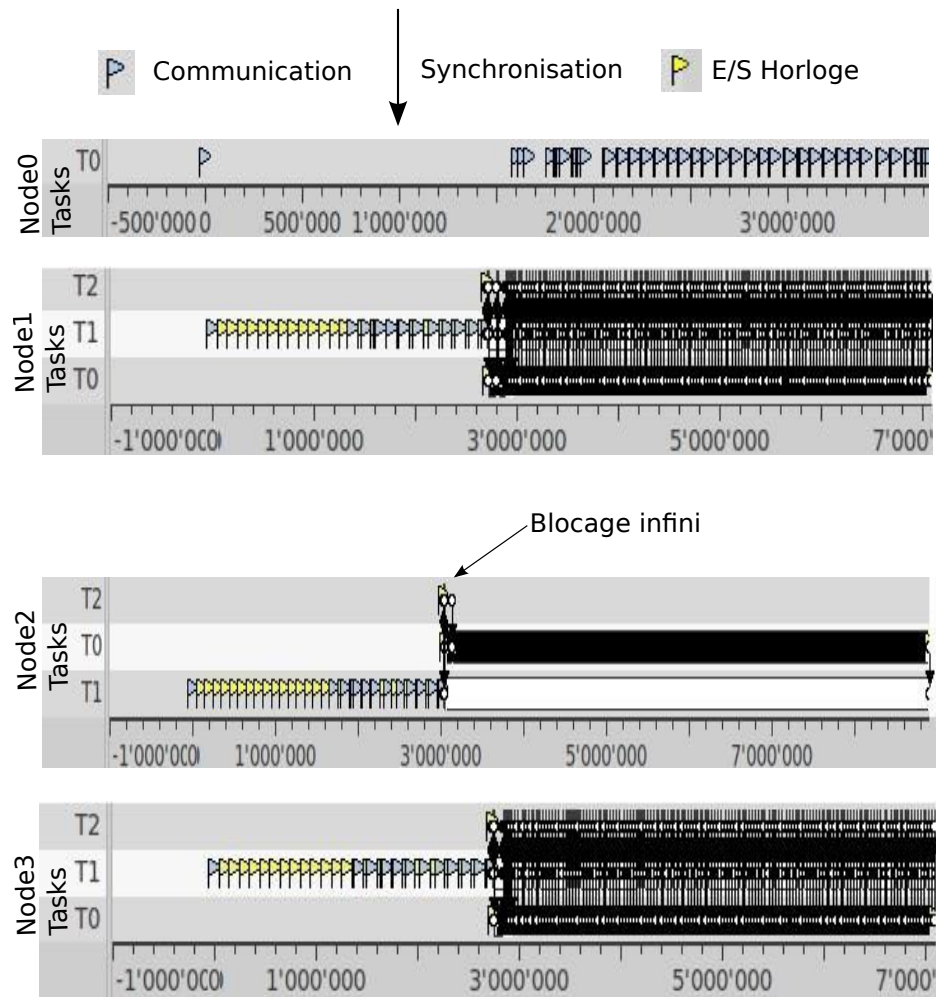 Communication
Synchronisation
E/S Horloge
Node0
Tasks
T0
-500'000 0 500'000 1'000'000 2'000'000 3'000'000
Node1
Tasks
T2
T1
T0
-1'000'000 1'000'000 3'000'000 5'000'000 7'000'
Blocage infini
Node2
Tasks
T2
T0
T1
-1'000'000 1'000'000 3'000'000 5'000'000 7'000'000
Node3
Tasks
T2
T1
T0
-1'000'000 1'000'000 3'000'000 5'000'000 7'000'0